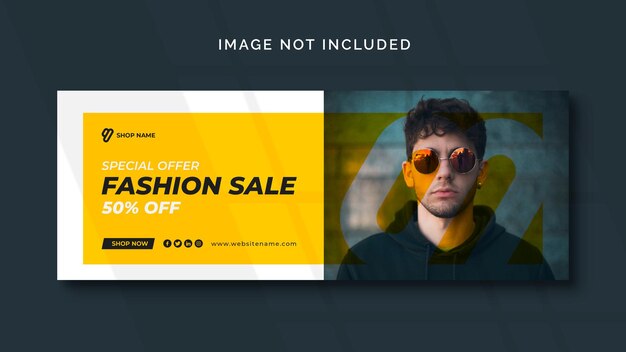 IMAGE NOT INCLUDED
SHOP NAME
SPECIAL OFFER
FASHION SALE
50% OFF
SHOP NOW
www.websitename.com